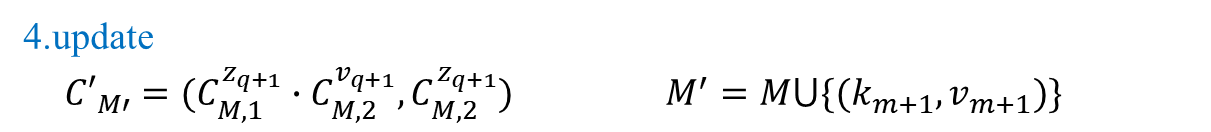 4.update
C'_{M'} = (C_{M,1}^{z_{q+1}} · C_{M,2}^{v_{q+1}}, C_{M,2}^{z_{q+1}}) M' = M∪{(k_{m+1}, v_{m+1})}